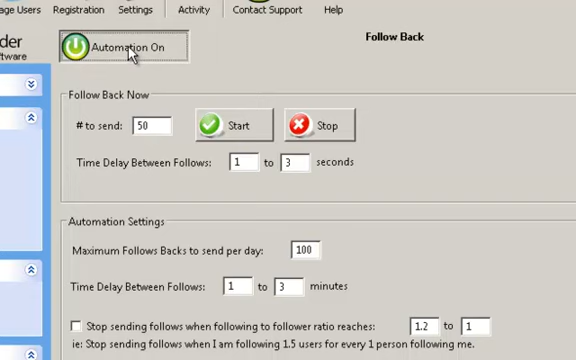 age Users Registration Settings Activity Contact Support Help
der
ftware
Automation On
Follow Back
Follow Back Now
# to send: 50 Start Stop
Time Delay Between Follows: 1 to 3 seconds
Automation Settings
Maximum Follows Backs to send per day: 100
Time Delay Between Follows: 1 to 3 minutes
Stop sending follows when following to follower ratio reaches: 1.2 to 1
ie: Stop sending follows when I am following 1.5 users for every 1 person following me.